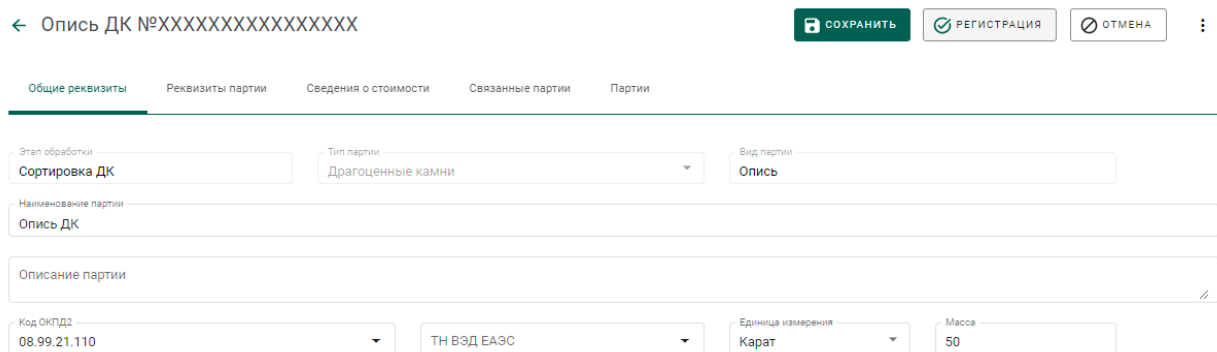 Опись ДК №XXXXXXXXXXXXXXXX
СОХРАНИТЬ РЕГИСТРАЦИЯ ОТМЕНА
Общие реквизиты Реквизиты партии Сведения о стоимости Связанные партии Партии
Этап обработки Тип партии Вид партии
Сортировка ДК Драгоценные камни Опись
Наименование партии
Опись ДК
Описание партии
Код ОКПД2 Единица измерения Масса
08.99.21.110 ТН ВЭД ЕАЭС Карат 50